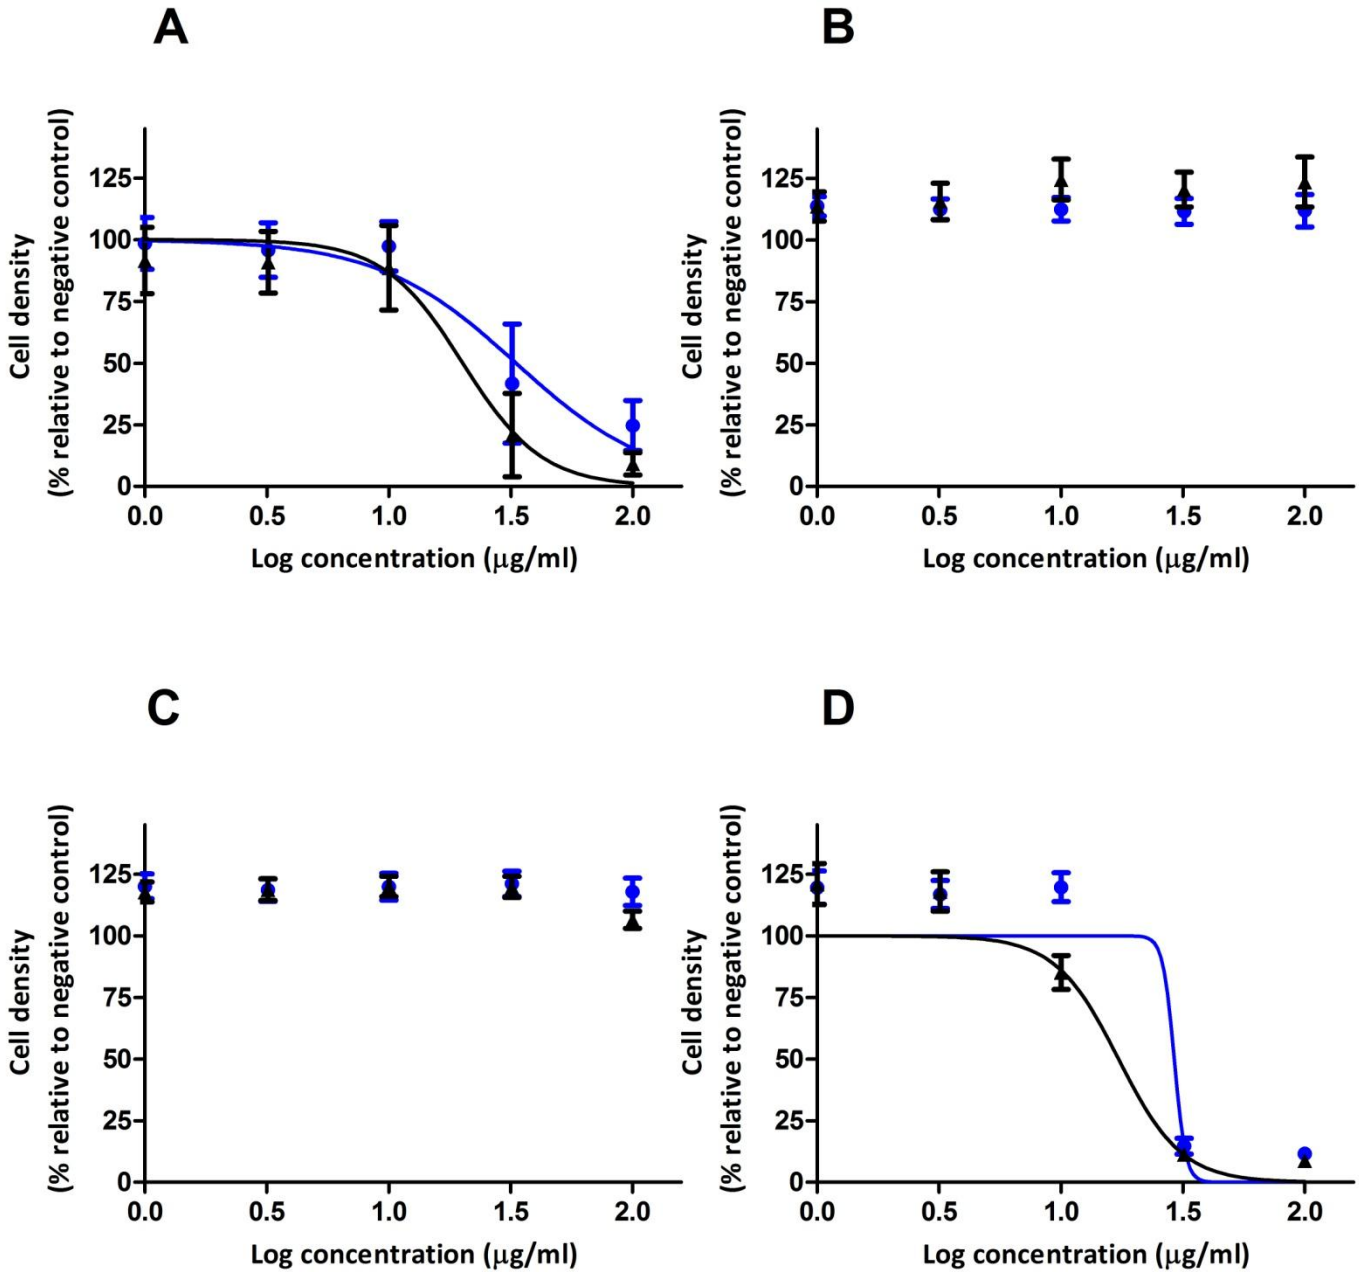 A
Cell density
(% relative to negative control)
125
100
75
50
25
0
0.0 0.5 1.0 1.5 2.0
Log concentration (μg/ml)
B
Cell density
(% relative to negative control)
125
100
75
50
25
0
0.0 0.5 1.0 1.5 2.0
Log concentration (μg/ml)
C
Cell density
(% relative to negative control)
125
100
75
50
25
0
0.0 0.5 1.0 1.5 2.0
Log concentration (μg/ml)
D
Cell density
(% relative to negative control)
125
100
75
50
25
0
0.0 0.5 1.0 1.5 2.0
Log concentration (μg/ml)